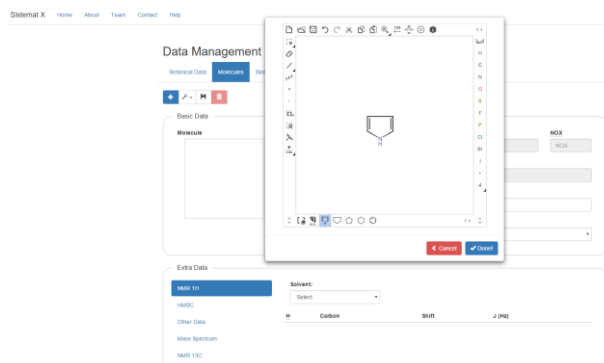 Sistemat X Home About Team Contact Help
Data Management
Botanical Data Molecules
Basic Data
Molecule
NOX
NOX
H
C
N
O
S
F
P
Cl
Br
I
N
H
Cancel Done!
Extra Data
NMR 1H
HMBC
Other Data
Mass Spectrum
NMR 13C
Solvent:
Select
H Carbon Shift J (Hz)